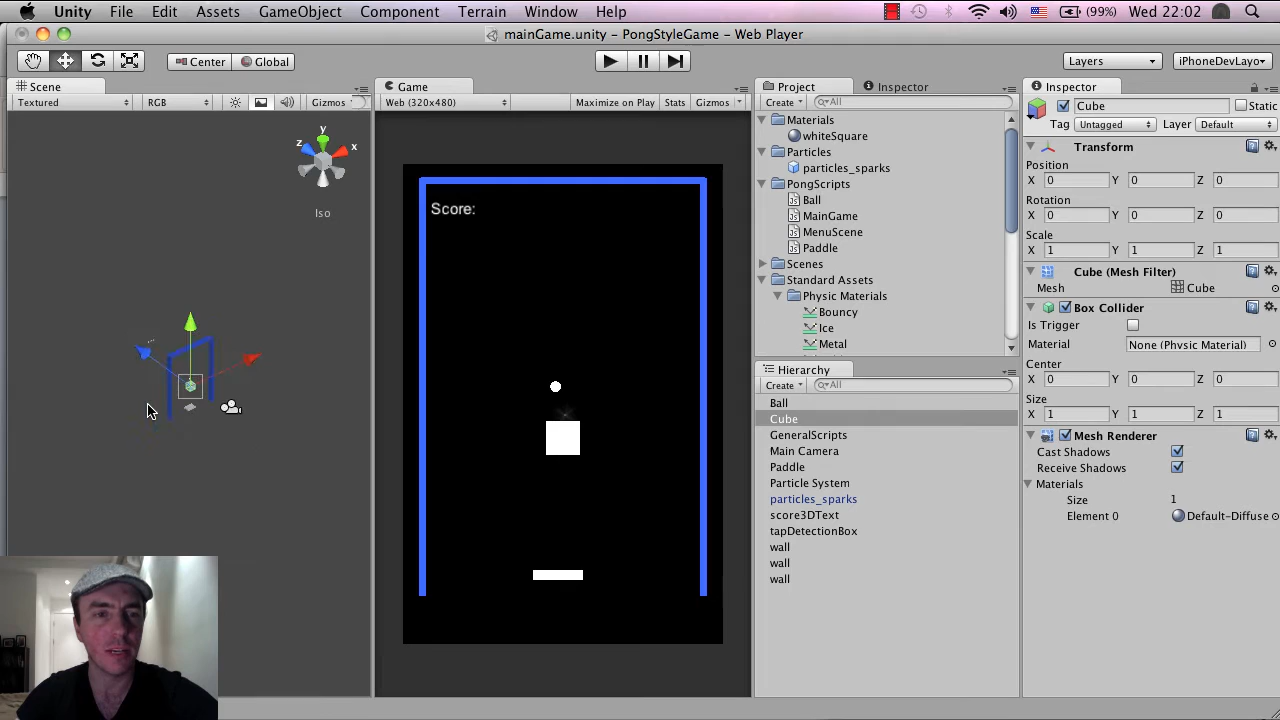 Unity File Edit Assets GameObject Component Terrain Window Help (99%) Wed 22:02
mainGame.unity – PongStyleGame – Web Player
Center Global Layers iPhoneDevLayo
Scene
Textured RGB Gizmos
y
z x
Iso
Game
Web (320x480) Maximize on Play Stats Gizmos
Score:
Project Inspector
Create All
Materials
whiteSquare
Particles
particles_sparks
PongScripts
Ball
MainGame
MenuScene
Paddle
Scenes
Standard Assets
Physic Materials
Bouncy
Ice
Metal
Hierarchy
Create All
Ball
Cube
GeneralScripts
Main Camera
Paddle
Particle System
particles_sparks
score3DText
tapDetectionBox
wall
wall
wall
Inspector
Cube Static
Tag Untagged Layer Default
Transform
Position
X 0 Y 0 Z 0
Rotation
X 0 Y 0 Z 0
Scale
X 1 Y 1 Z 1
Cube (Mesh Filter)
Mesh Cube
Box Collider
Is Trigger
Material None (Physic Material)
Center
X 0 Y 0 Z 0
Size
X 1 Y 1 Z 1
Mesh Renderer
Cast Shadows
Receive Shadows
Materials
Size 1
Element 0 Default-Diffuse